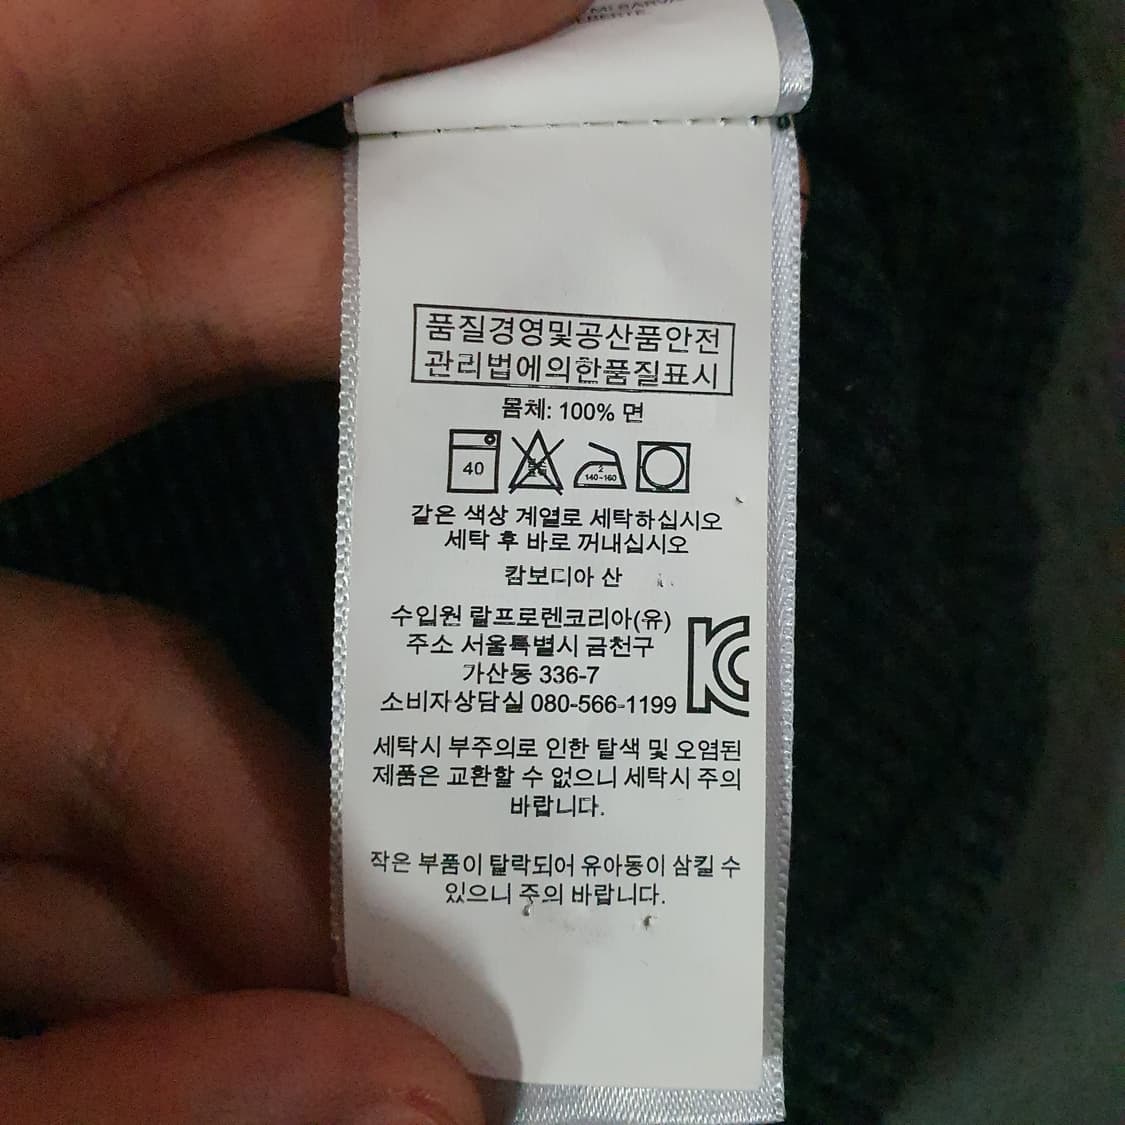 품질경영및공산품안전
관리법에의한품질표시
몸체: 100% 면
40
2
140~160
같은 색상 계열로 세탁하십시오
세탁 후 바로 꺼내십시오
캄보디아 산
수입원 랄프로렌코리아(유)
주소 서울특별시 금천구
가산동 336-7
소비자상담실 080-566-1199
KC
세탁시 부주의로 인한 탈색 및 오염된
제품은 교환할 수 없으니 세탁시 주의
바랍니다.
작은 부품이 탈락되어 유아동이 삼킬 수
있으니 주의 바랍니다.